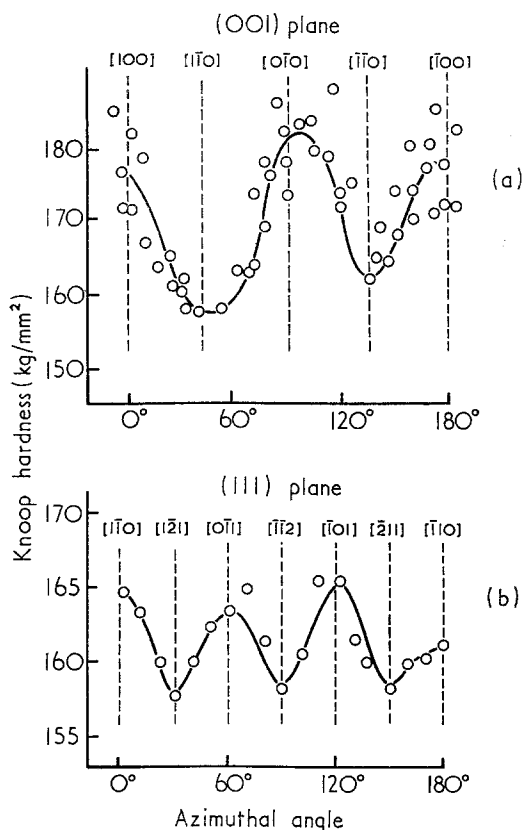 (001) plane
[100] [11̅0] [01̅0] [1̅1̅0] [1̅00]
180
170
160
150
(a)
0° 60° 120° 180°
Knoop hardness (kg/mm²)
(111) plane
170
[11̅0] [12̅1] [01̅1] [1̅1̅2] [1̅01] [2̅11] [1̅10]
165
160
155
(b)
0° 60° 120° 180°
Azimuthal angle